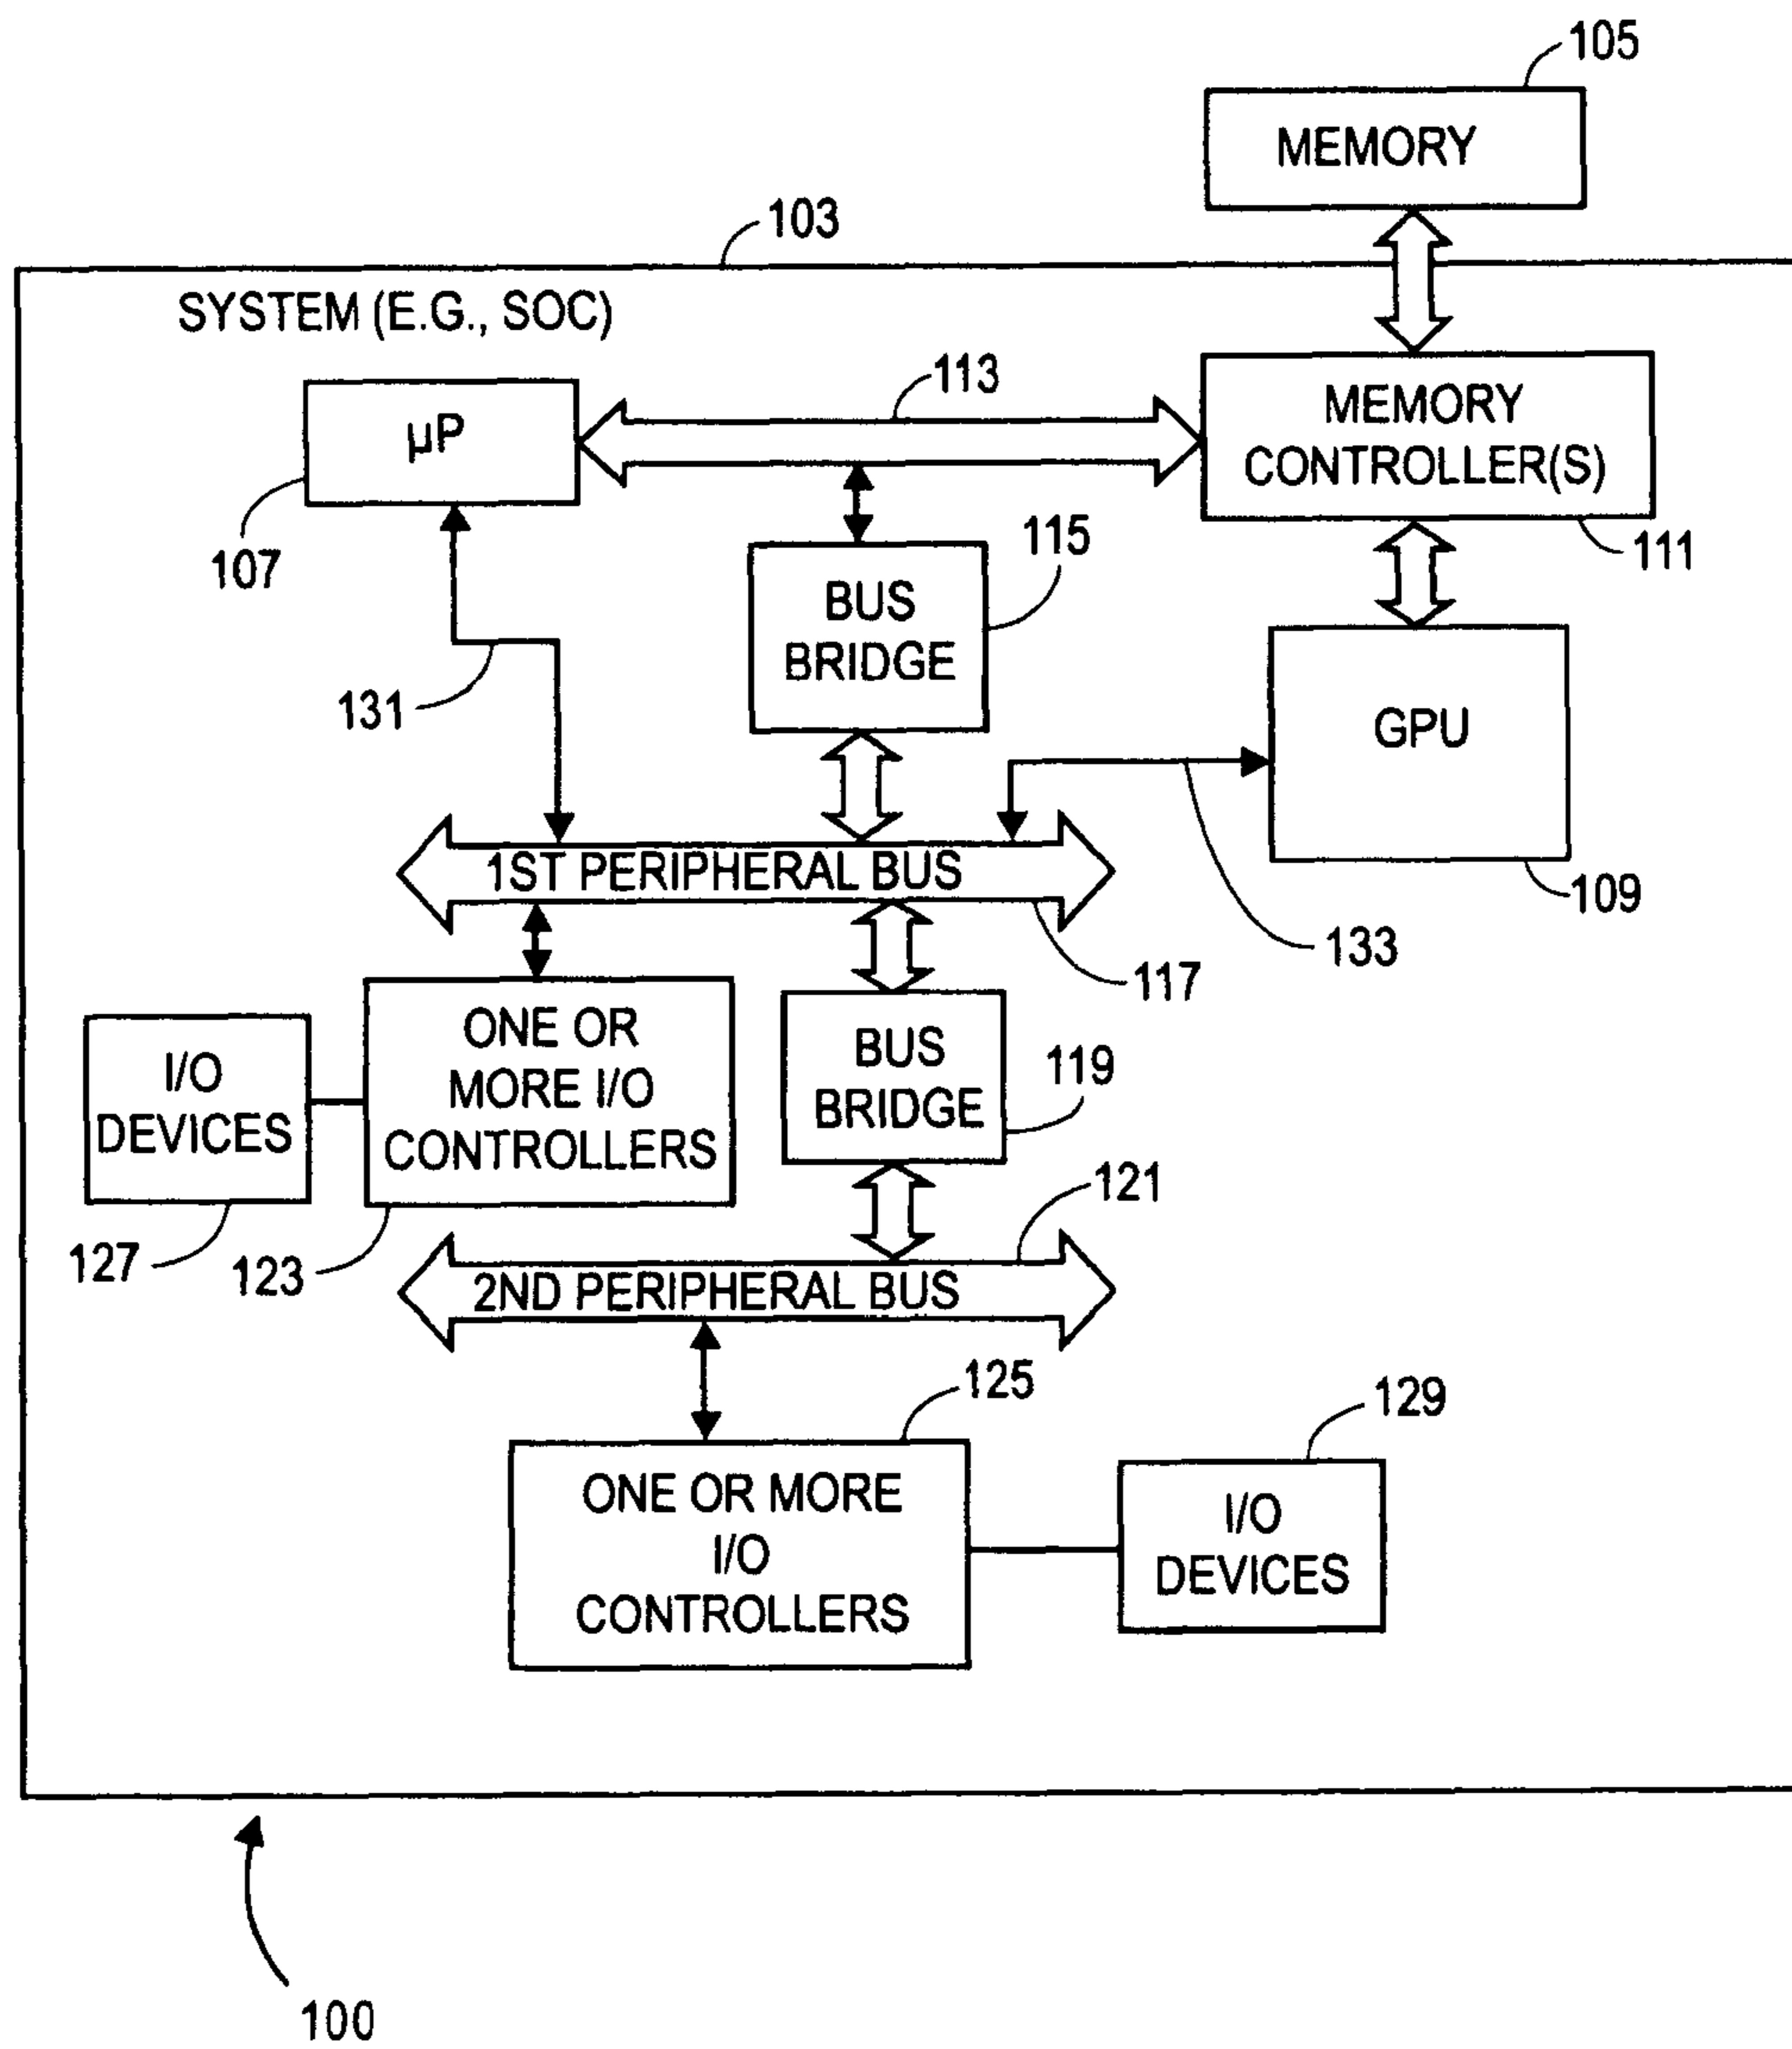 105
MEMORY
103
SYSTEM (E.G., SOC)
113
µP
MEMORY
CONTROLLER(S)
107
115
111
BUS
BRIDGE
131
GPU
1ST PERIPHERAL BUS
109
133
117
ONE OR
MORE I/O
CONTROLLERS
I/O
DEVICES
BUS
BRIDGE
119
121
127
123
2ND PERIPHERAL BUS
125
129
ONE OR MORE
I/O
CONTROLLERS
I/O
DEVICES
100